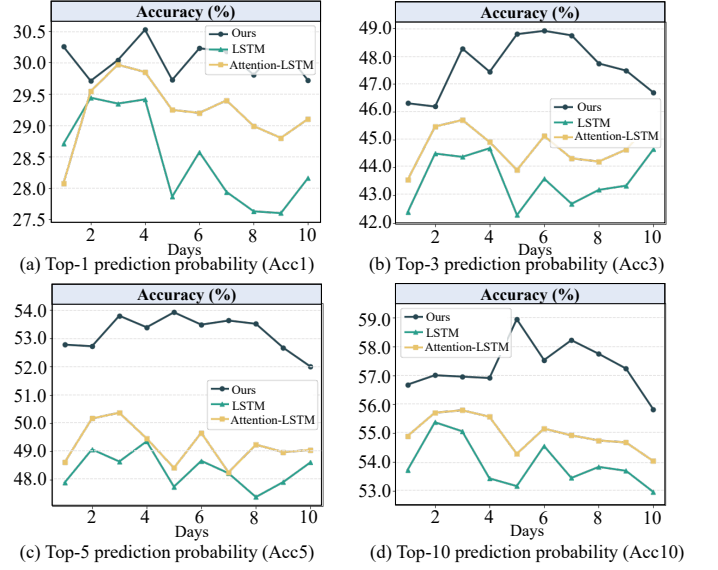 Accuracy (%)
30.5
30.0
29.5
29.0
28.5
28.0
27.5
Ours
LSTM
Attention-LSTM
2 4 6 8 10
Days
(a) Top-1 prediction probability (Acc1)
Accuracy (%)
49.0
48.0
47.0
46.0
45.0
44.0
43.0
42.0
Ours
LSTM
Attention-LSTM
2 4 6 8 10
Days
(b) Top-3 prediction probability (Acc3)
Accuracy (%)
54.0
53.0
52.0
51.0
50.0
49.0
48.0
Ours
LSTM
Attention-LSTM
2 4 6 8 10
Days
(c) Top-5 prediction probability (Acc5)
Accuracy (%)
59.0
58.0
57.0
56.0
55.0
54.0
53.0
Ours
LSTM
Attention-LSTM
2 4 6 8 10
Days
(d) Top-10 prediction probability (Acc10)